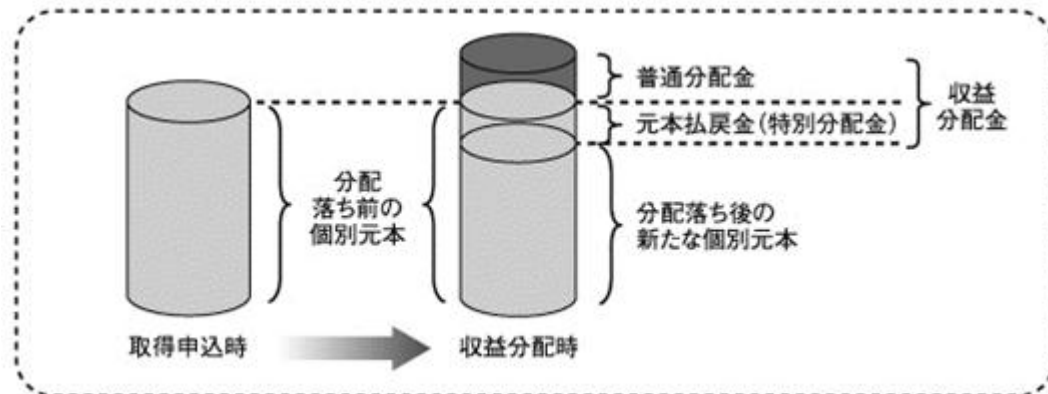 普通分配金
元本払戻金(特別分配金)
収益
分配金
分配
落ち前の
個別元本
分配落ち後の
新たな個別元本
取得申込時
収益分配時